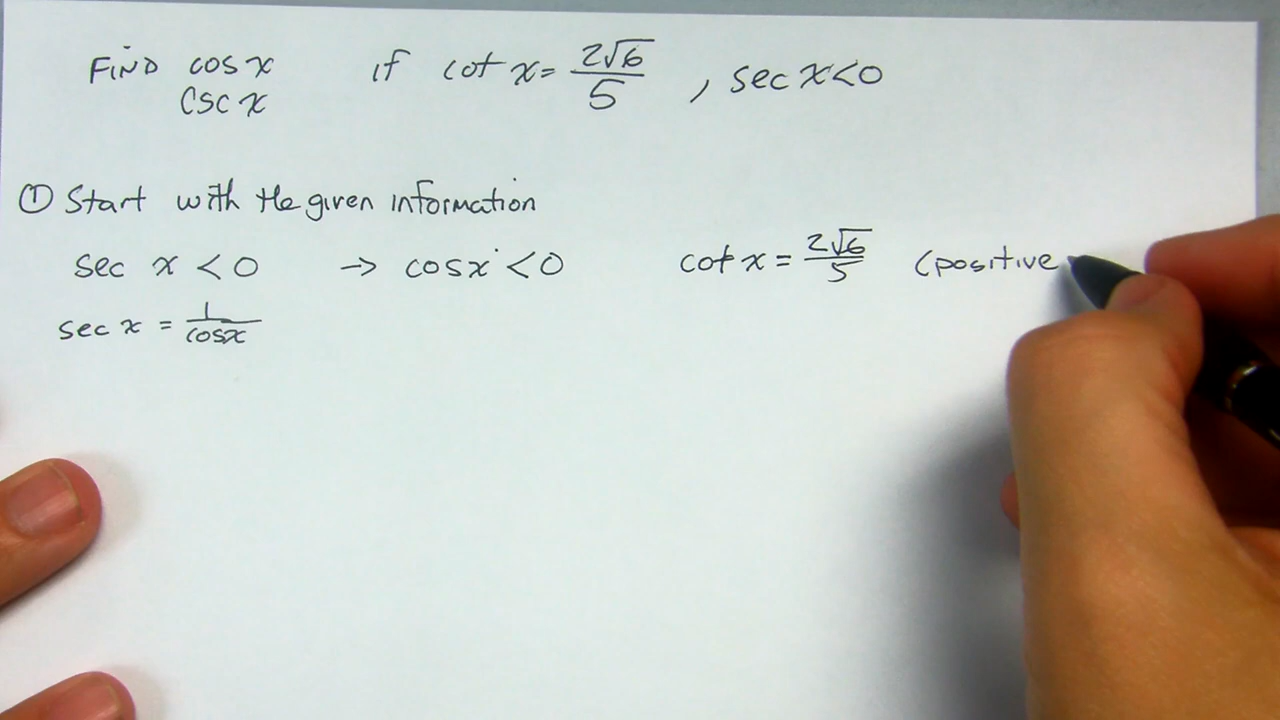 FIND cos x if cot x = 2√6/5 , sec x < 0
csc x
① Start with the given information
sec x < 0 → cos x < 0 cot x = 2√6/5 (positive
sec x = 1/cos x